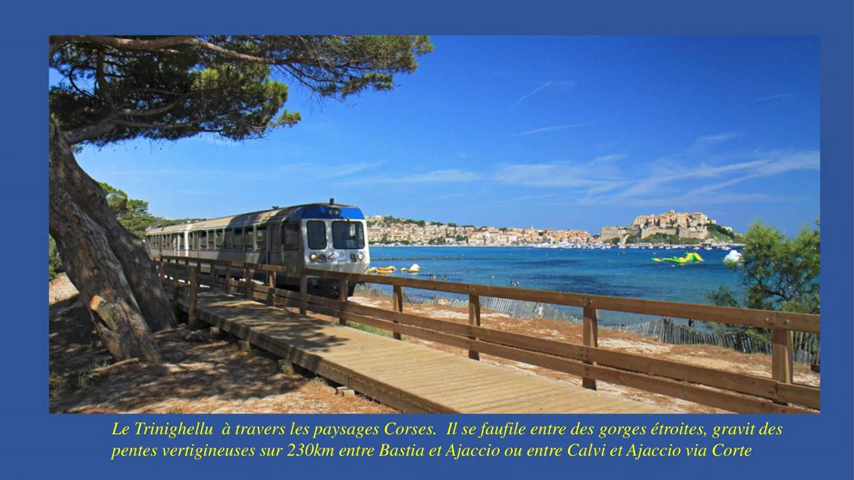 Le Trinighellu à travers les paysages Corses. Il se faufile entre des gorges étroites, gravit des
pentes vertigineuses sur 230km entre Bastia et Ajaccio ou entre Calvi et Ajaccio via Corte